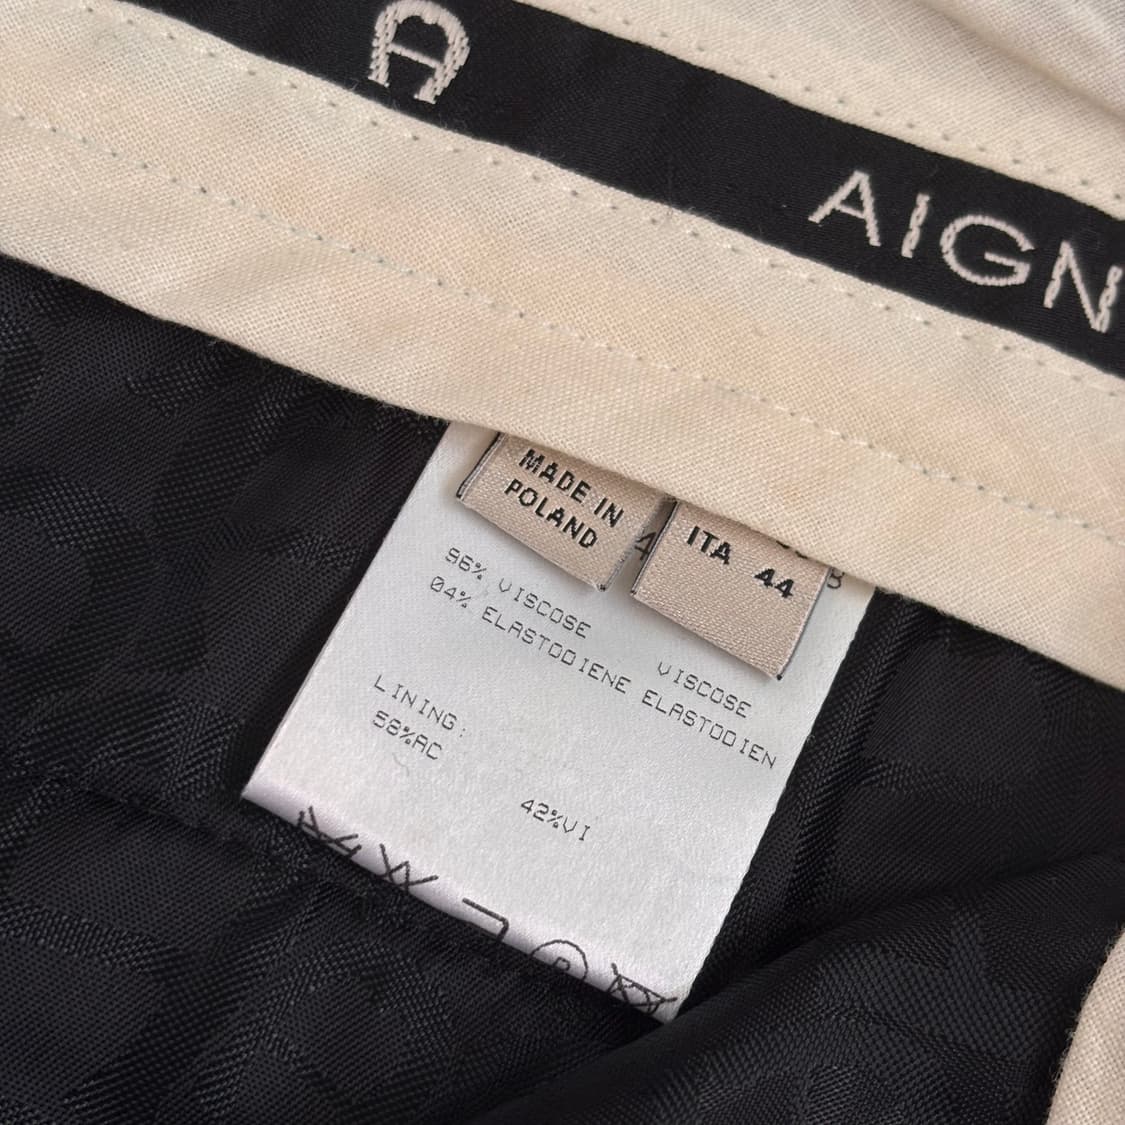 A
AIGN
MADE IN
POLAND
ITA 44
96% VISCOSE VISCOSE
04% ELASTODIENE ELASTODIEN
LINING:
58%AC
42%VI
P